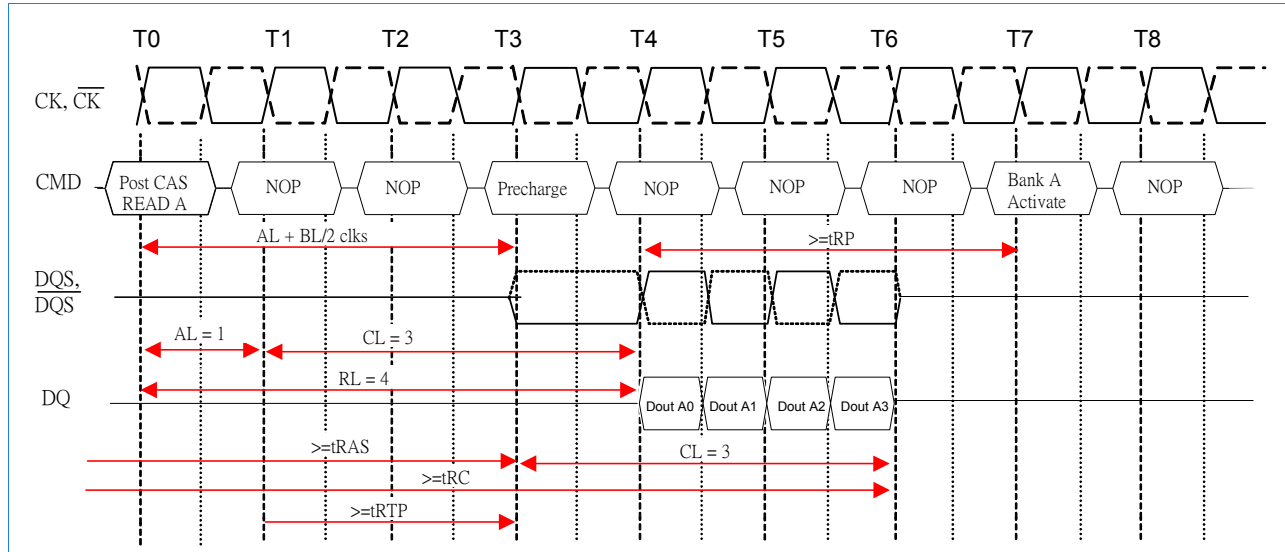 T0 T1 T2 T3 T4 T5 T6 T7 T8
CK, C̅K̅
CMD Post CAS NOP NOP Precharge NOP NOP NOP Bank A NOP
READ A Activate
AL + BL/2 clks >=tRP
DQS,
D̅Q̅S̅
AL = 1 CL = 3
RL = 4
DQ Dout A0 Dout A1 Dout A2 Dout A3
>=tRAS CL = 3
>=tRC
>=tRTP